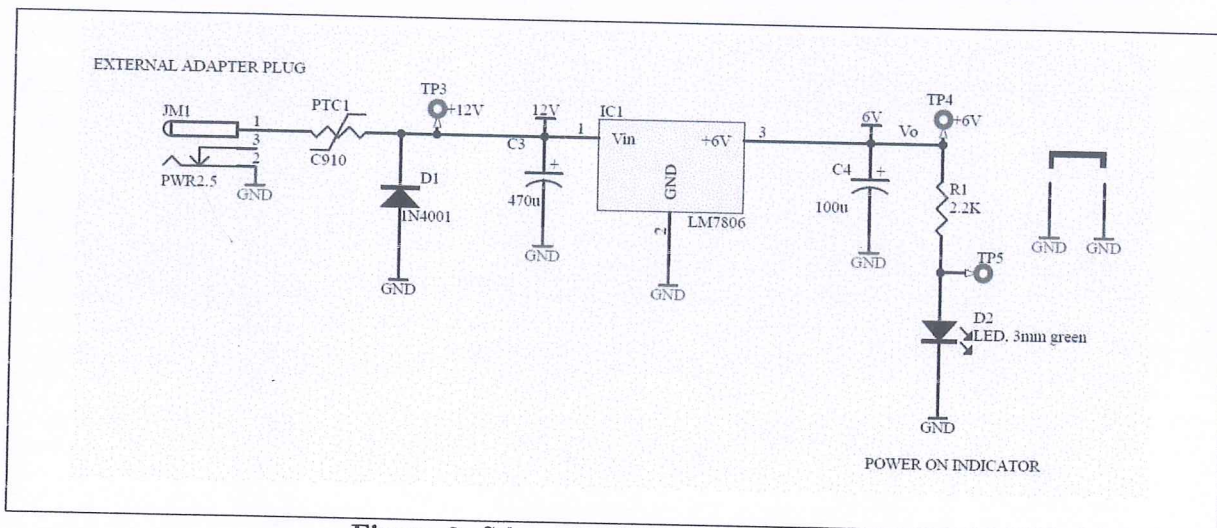 EXTERNAL ADAPTER PLUG
JM1
1
3
2
PWR2.5
GND
PTC1
C910
TP3
+12V
D1
1N4001
GND
12V
C3
+
470u
GND
IC1
1
Vin
+6V
3
GND
2
LM7806
GND
6V
Vo
C4
+
100u
GND
TP4
+6V
R1
2.2K
TP5
D2
LED. 3mm green
GND
POWER ON INDICATOR
GND
GND